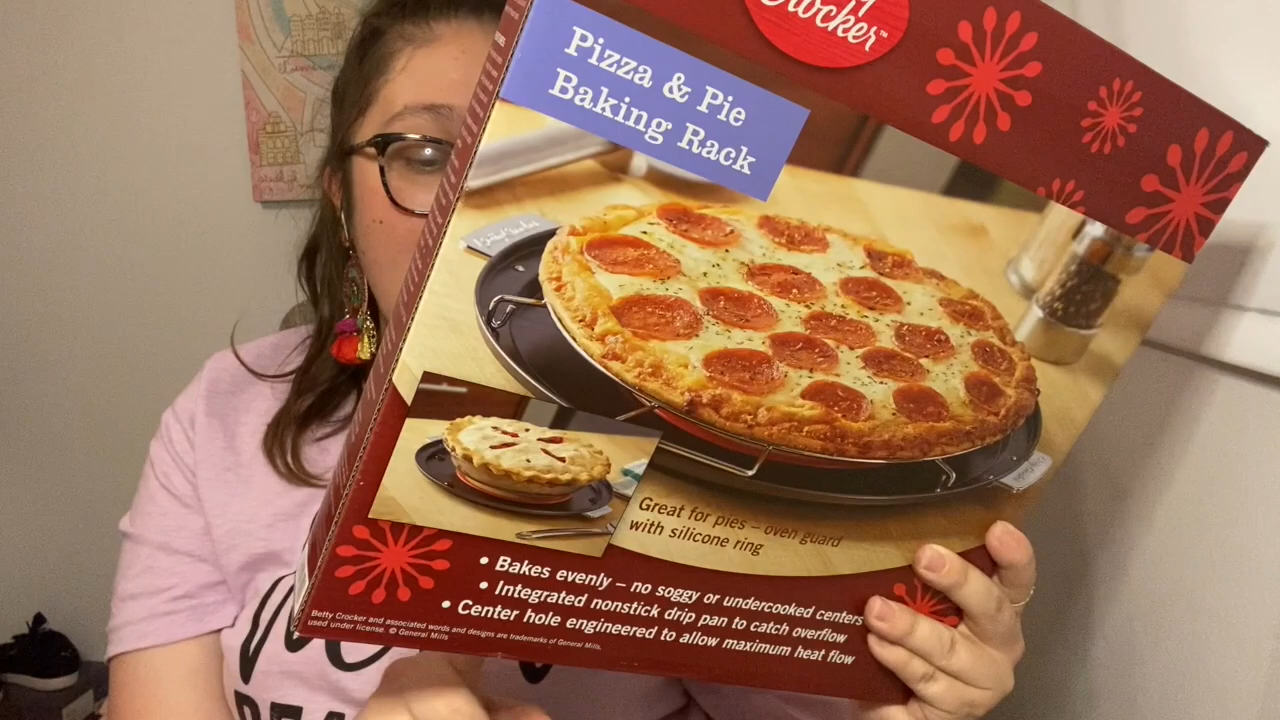 Crocker™
Pizza & Pie
Baking Rack
Great for pies – oven guard
with silicone ring
• Bakes evenly – no soggy or undercooked centers
• Integrated nonstick drip pan to catch overflow
• Center hole engineered to allow maximum heat flow
Betty Crocker and associated words and designs are trademarks of General Mills,
used under license. © General Mills